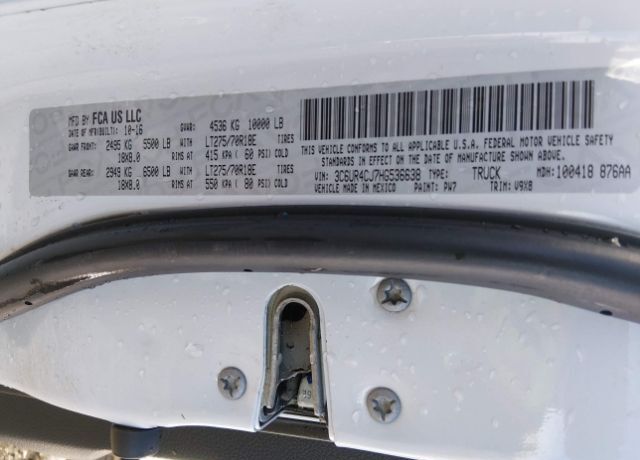 MFD BY FCA US LLC
DATE OF MFR(BUILT): 10-16 GVWR: 4536 KG 10000 LB
GAWR FRONT: 2495 KG 5500 LB WITH LT275/70R18E TIRES
18X8.0 RIMS AT 415 KPA ( 60 PSI) COLD
GAWR REAR: 2949 KG 6500 LB WITH LT275/70R18E TIRES
18X8.0 RIMS AT 550 KPA ( 80 PSI) COLD
THIS VEHICLE CONFORMS TO ALL APPLICABLE U.S.A. FEDERAL MOTOR VEHICLE SAFETY
STANDARDS IN EFFECT ON THE DATE OF MANUFACTURE SHOWN ABOVE.
VIN: 3C6UR4CJ7HG536638 TYPE: TRUCK MDH: 100418 876AA
MADE IN MEXICO PAINT: PW7 TRIM: V9X8